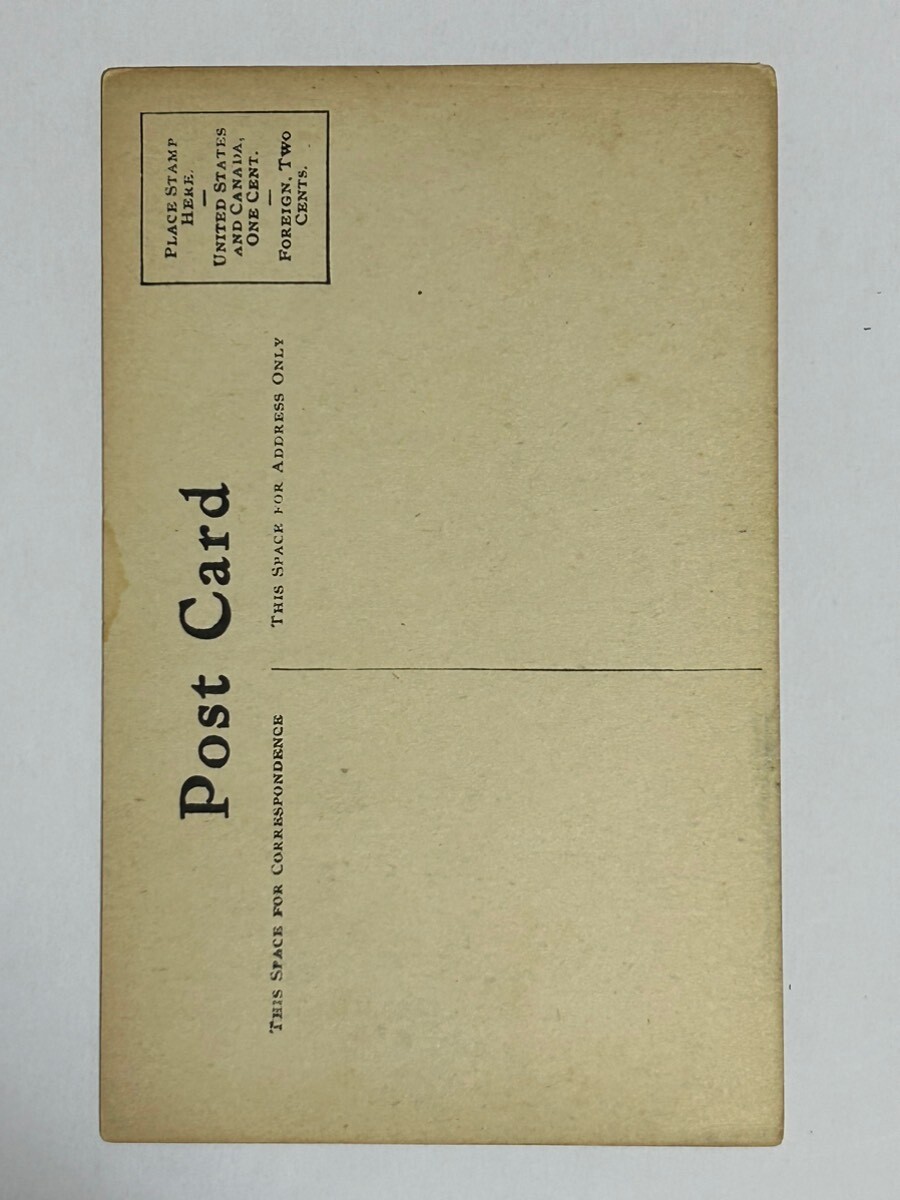 Post Card
PLACE STAMP
HERE.
—
UNITED STATES
AND CANADA,
ONE CENT.
—
FOREIGN, TWO
CENTS.
THIS SPACE FOR CORRESPONDENCE
THIS SPACE FOR ADDRESS ONLY